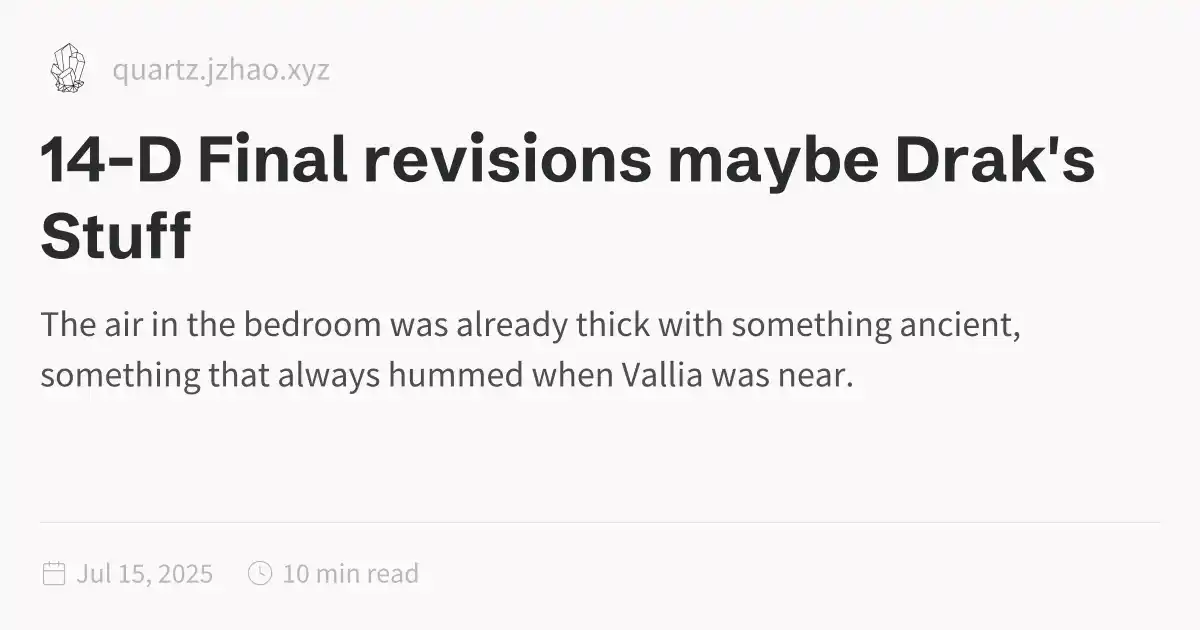 quartz.jzhao.xyz
14-D Final revisions maybe Drak's
Stuff
The air in the bedroom was already thick with something ancient,
something that always hummed when Vallia was near.
Jul 15, 2025
10 min read